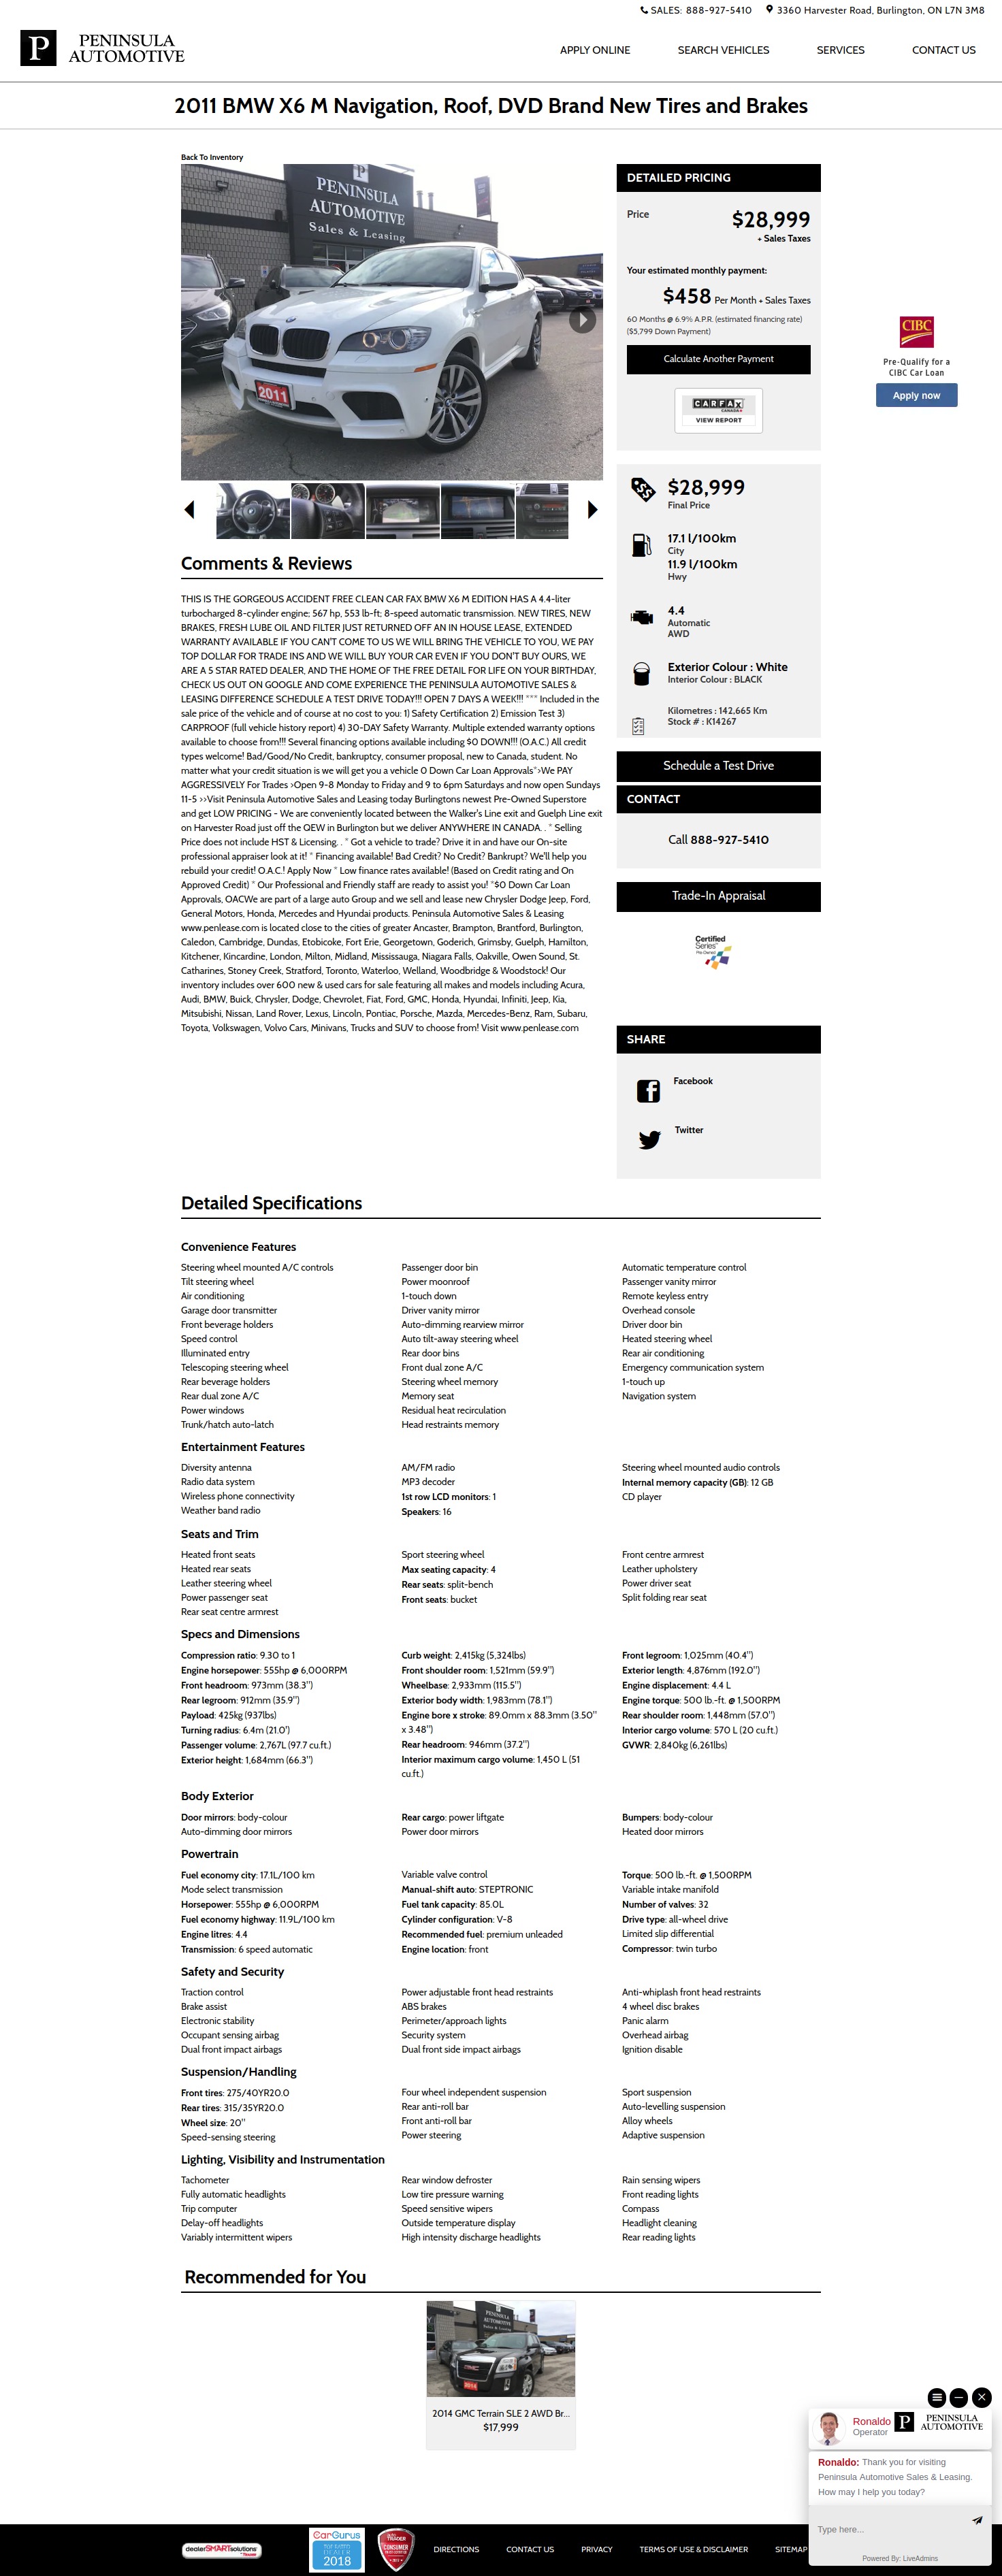 SALES: 888-927-5410
3360 Harvester Road, Burlington, ON L7N 3M8
P PENINSULA
AUTOMOTIVE
APPLY ONLINE
SEARCH VEHICLES
SERVICES
CONTACT US
2011 BMW X6 M Navigation, Roof, DVD Brand New Tires and Brakes
Back To Inventory
P
PENINSULA
AUTOMOTIVE
Sales & Leasing
2011
DETAILED PRICING
Price
$28,999
+ Sales Taxes
Your estimated monthly payment:
$458 Per Month + Sales Taxes
60 Months @ 6.9% A.P.R. (estimated financing rate)
($5,799 Down Payment)
Calculate Another Payment
CARFAX
CANADA
VIEW REPORT
CIBC
Pre-Qualify for a
CIBC Car Loan
Apply now
$28,999
Final Price
17.1 l/100km
City
11.9 l/100km
Hwy
4.4
Automatic
AWD
Exterior Colour : White
Interior Colour : BLACK
Kilometres : 142,665 Km
Stock # : K14267
Schedule a Test Drive
CONTACT
Call 888-927-5410
Trade-In Appraisal
Certified
Series
Pre-Owned
SHARE
Facebook
Twitter
Comments & Reviews
THIS IS THE GORGEOUS ACCIDENT FREE CLEAN CAR FAX BMW X6 M EDITION HAS A 4.4-liter
turbocharged 8-cylinder engine; 567 hp, 553 lb-ft; 8-speed automatic transmission. NEW TIRES, NEW
BRAKES, FRESH LUBE OIL AND FILTER JUST RETURNED OFF AN IN HOUSE LEASE, EXTENDED
WARRANTY AVAILABLE IF YOU CAN'T COME TO US WE WILL BRING THE VEHICLE TO YOU, WE PAY
TOP DOLLAR FOR TRADE INS AND WE WILL BUY YOUR CAR EVEN IF YOU DON'T BUY OURS, WE
ARE A 5 STAR RATED DEALER, AND THE HOME OF THE FREE DETAIL FOR LIFE ON YOUR BIRTHDAY,
CHECK US OUT ON GOOGLE AND COME EXPERIENCE THE PENINSULA AUTOMOTIVE SALES &
LEASING DIFFERENCE SCHEDULE A TEST DRIVE TODAY!!! OPEN 7 DAYS A WEEK!!! *** Included in the
sale price of the vehicle and of course at no cost to you: 1) Safety Certification 2) Emission Test 3)
CARPROOF (full vehicle history report) 4) 30-DAY Safety Warranty. Multiple extended warranty options
available to choose from!!! Several financing options available including $0 DOWN!!! (O.A.C.) All credit
types welcome! Bad/Good/No Credit, bankruptcy, consumer proposal, new to Canada, student. No
matter what your credit situation is we will get you a vehicle 0 Down Car Loan Approvals*>We PAY
AGGRESSIVELY For Trades >Open 9-8 Monday to Friday and 9 to 6pm Saturdays and now open Sundays
11-5 >>Visit Peninsula Automotive Sales and Leasing today Burlingtons newest Pre-Owned Superstore
and get LOW PRICING - We are conveniently located between the Walker's Line exit and Guelph Line exit
on Harvester Road just off the QEW in Burlington but we deliver ANYWHERE IN CANADA. . * Selling
Price does not include HST & Licensing. . * Got a vehicle to trade? Drive it in and have our On-site
professional appraiser look at it! * Financing available! Bad Credit? No Credit? Bankrupt? We'll help you
rebuild your credit! O.A.C.! Apply Now * Low finance rates available! (Based on Credit rating and On
Approved Credit) * Our Professional and Friendly staff are ready to assist you! *$0 Down Car Loan
Approvals, OACWe are part of a large auto Group and we sell and lease new Chrysler Dodge Jeep, Ford,
General Motors, Honda, Mercedes and Hyundai products. Peninsula Automotive Sales & Leasing
www.penlease.com is located close to the cities of greater Ancaster, Brampton, Brantford, Burlington,
Caledon, Cambridge, Dundas, Etobicoke, Fort Erie, Georgetown, Goderich, Grimsby, Guelph, Hamilton,
Kitchener, Kincardine, London, Milton, Midland, Mississauga, Niagara Falls, Oakville, Owen Sound, St.
Catharines, Stoney Creek, Stratford, Toronto, Waterloo, Welland, Woodbridge & Woodstock! Our
inventory includes over 600 new & used cars for sale featuring all makes and models including Acura,
Audi, BMW, Buick, Chrysler, Dodge, Chevrolet, Fiat, Ford, GMC, Honda, Hyundai, Infiniti, Jeep, Kia,
Mitsubishi, Nissan, Land Rover, Lexus, Lincoln, Pontiac, Porsche, Mazda, Mercedes-Benz, Ram, Subaru,
Toyota, Volkswagen, Volvo Cars, Minivans, Trucks and SUV to choose from! Visit www.penlease.com
Detailed Specifications
Convenience Features
Steering wheel mounted A/C controls
Tilt steering wheel
Air conditioning
Garage door transmitter
Front beverage holders
Speed control
Illuminated entry
Telescoping steering wheel
Rear beverage holders
Rear dual zone A/C
Power windows
Trunk/hatch auto-latch
Passenger door bin
Power moonroof
1-touch down
Driver vanity mirror
Auto-dimming rearview mirror
Auto tilt-away steering wheel
Rear door bins
Front dual zone A/C
Steering wheel memory
Memory seat
Residual heat recirculation
Head restraints memory
Automatic temperature control
Passenger vanity mirror
Remote keyless entry
Overhead console
Driver door bin
Heated steering wheel
Rear air conditioning
Emergency communication system
1-touch up
Navigation system
Entertainment Features
Diversity antenna
Radio data system
Wireless phone connectivity
Weather band radio
AM/FM radio
MP3 decoder
1st row LCD monitors: 1
Speakers: 16
Steering wheel mounted audio controls
Internal memory capacity (GB): 12 GB
CD player
Seats and Trim
Heated front seats
Heated rear seats
Leather steering wheel
Power passenger seat
Rear seat centre armrest
Sport steering wheel
Max seating capacity: 4
Rear seats: split-bench
Front seats: bucket
Front centre armrest
Leather upholstery
Power driver seat
Split folding rear seat
Specs and Dimensions
Compression ratio: 9.30 to 1
Engine horsepower: 555hp @ 6,000RPM
Front headroom: 973mm (38.3")
Rear legroom: 912mm (35.9")
Payload: 425kg (937lbs)
Turning radius: 6.4m (21.0')
Passenger volume: 2,767L (97.7 cu.ft.)
Exterior height: 1,684mm (66.3")
Curb weight: 2,415kg (5,324lbs)
Front shoulder room: 1,521mm (59.9")
Wheelbase: 2,933mm (115.5")
Exterior body width: 1,983mm (78.1")
Engine bore x stroke: 89.0mm x 88.3mm (3.50"
x 3.48")
Rear headroom: 946mm (37.2")
Interior maximum cargo volume: 1,450 L (51
cu.ft.)
Front legroom: 1,025mm (40.4")
Exterior length: 4,876mm (192.0")
Engine displacement: 4.4 L
Engine torque: 500 lb.-ft. @ 1,500RPM
Rear shoulder room: 1,448mm (57.0")
Interior cargo volume: 570 L (20 cu.ft.)
GVWR: 2,840kg (6,261lbs)
Body Exterior
Door mirrors: body-colour
Auto-dimming door mirrors
Rear cargo: power liftgate
Power door mirrors
Bumpers: body-colour
Heated door mirrors
Powertrain
Fuel economy city: 17.1L/100 km
Mode select transmission
Horsepower: 555hp @ 6,000RPM
Fuel economy highway: 11.9L/100 km
Engine litres: 4.4
Transmission: 6 speed automatic
Variable valve control
Manual-shift auto: STEPTRONIC
Fuel tank capacity: 85.0L
Cylinder configuration: V-8
Recommended fuel: premium unleaded
Engine location: front
Torque: 500 lb.-ft. @ 1,500RPM
Variable intake manifold
Number of valves: 32
Drive type: all-wheel drive
Limited slip differential
Compressor: twin turbo
Safety and Security
Traction control
Brake assist
Electronic stability
Occupant sensing airbag
Dual front impact airbags
Power adjustable front head restraints
ABS brakes
Perimeter/approach lights
Security system
Dual front side impact airbags
Anti-whiplash front head restraints
4 wheel disc brakes
Panic alarm
Overhead airbag
Ignition disable
Suspension/Handling
Front tires: 275/40YR20.0
Rear tires: 315/35YR20.0
Wheel size: 20"
Speed-sensing steering
Four wheel independent suspension
Rear anti-roll bar
Front anti-roll bar
Power steering
Sport suspension
Auto-levelling suspension
Alloy wheels
Adaptive suspension
Lighting, Visibility and Instrumentation
Tachometer
Fully automatic headlights
Trip computer
Delay-off headlights
Variably intermittent wipers
Rear window defroster
Low tire pressure warning
Speed sensitive wipers
Outside temperature display
High intensity discharge headlights
Rain sensing wipers
Front reading lights
Compass
Headlight cleaning
Rear reading lights
Recommended for You
2014 GMC Terrain SLE 2 AWD Br...
$17,999
Ronaldo
Operator
P PENINSULA
AUTOMOTIVE
Ronaldo: Thank you for visiting
Peninsula Automotive Sales & Leasing.
How may I help you today?
Type here...
Powered By: LiveAdmins
dealerSMARTsolutions
CarGurus
TOP RATED
DEALER
2018
TRADER
CONSUMER
DIRECTIONS
CONTACT US
PRIVACY
TERMS OF USE & DISCLAIMER
SITEMAP